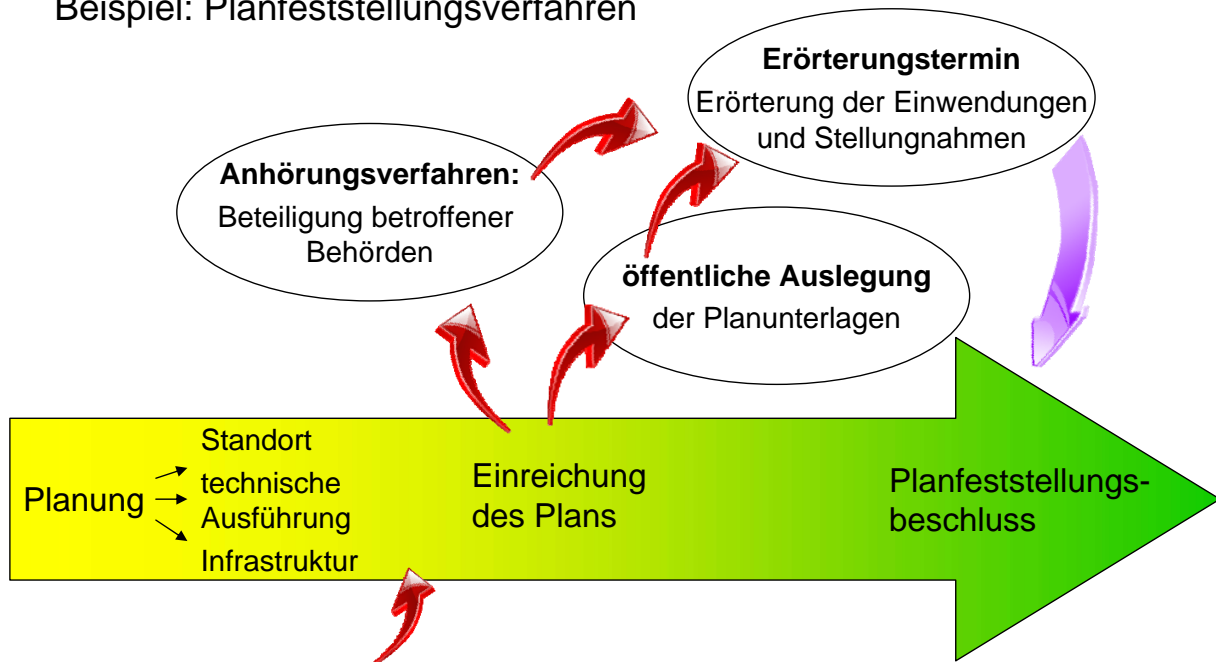 Beispiel: Planfeststellungsverfahren
Erörterungstermin
Erörterung der Einwendungen
und Stellungnahmen
Anhörungsverfahren:
Beteiligung betroffener
Behörden
öffentliche Auslegung
der Planunterlagen
Planung
Standort
technische
Ausführung
Infrastruktur
Einreichung
des Plans
Planfeststellungs-
beschluss